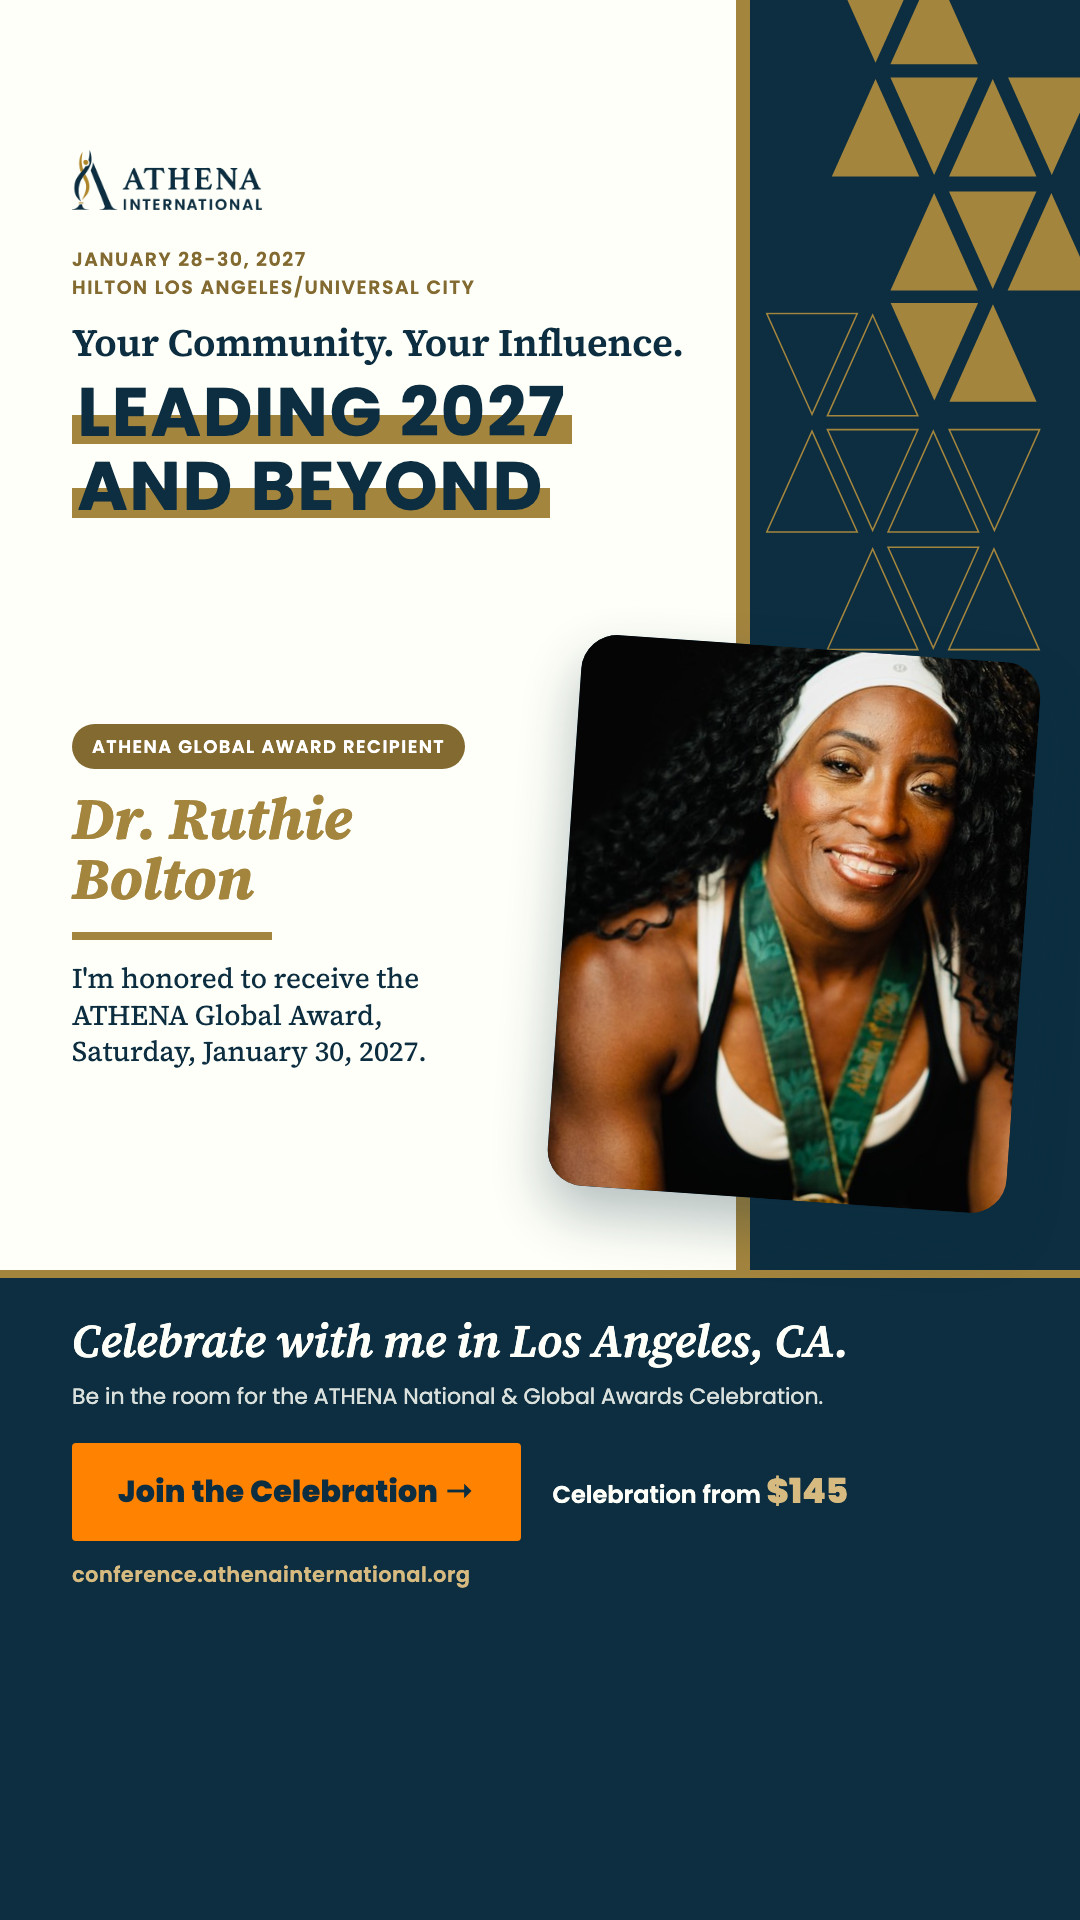 ATHENA
INTERNATIONAL
JANUARY 28-30, 2027
HILTON LOS ANGELES/UNIVERSAL CITY
Your Community. Your Influence.
LEADING 2027
AND BEYOND
ATHENA GLOBAL AWARD RECIPIENT
Dr. Ruthie
Bolton
I'm honored to receive the
ATHENA Global Award,
Saturday, January 30, 2027.
Atlanta
Celebrate with me in Los Angeles, CA.
Be in the room for the ATHENA National & Global Awards Celebration.
Join the Celebration →
Celebration from $145
conference.athenainternational.org